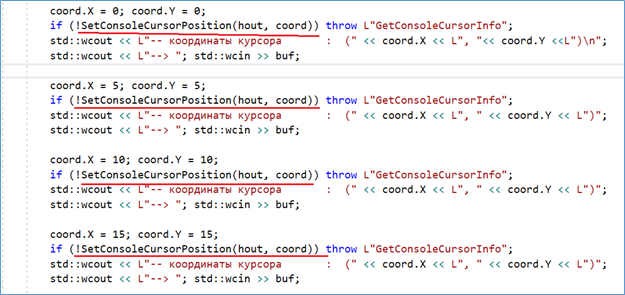 coord.X = 0; coord.Y = 0;
if (!SetConsoleCursorPosition(hout, coord)) throw L"GetConsoleCursorInfo";
std::wcout << L"-- координаты курсора      :  (" << coord.X << L", "<< coord.Y <<L")\n";
std::wcout << L"--> "; std::wcin >> buf;
coord.X = 5; coord.Y = 5;
if (!SetConsoleCursorPosition(hout, coord)) throw L"GetConsoleCursorInfo";
std::wcout << L"-- координаты курсора      :  (" << coord.X << L", " << coord.Y << L")";
std::wcout << L"--> "; std::wcin >> buf;
coord.X = 10; coord.Y = 10;
if (!SetConsoleCursorPosition(hout, coord)) throw L"GetConsoleCursorInfo";
std::wcout << L"-- координаты курсора      :  (" << coord.X << L", " << coord.Y << L")";
std::wcout << L"--> "; std::wcin >> buf;
coord.X = 15; coord.Y = 15;
if (!SetConsoleCursorPosition(hout, coord)) throw L"GetConsoleCursorInfo";
std::wcout << L"-- координаты курсора      :  (" << coord.X << L", " << coord.Y << L")";
std::wcout << L"--> "; std::wcin >> buf;